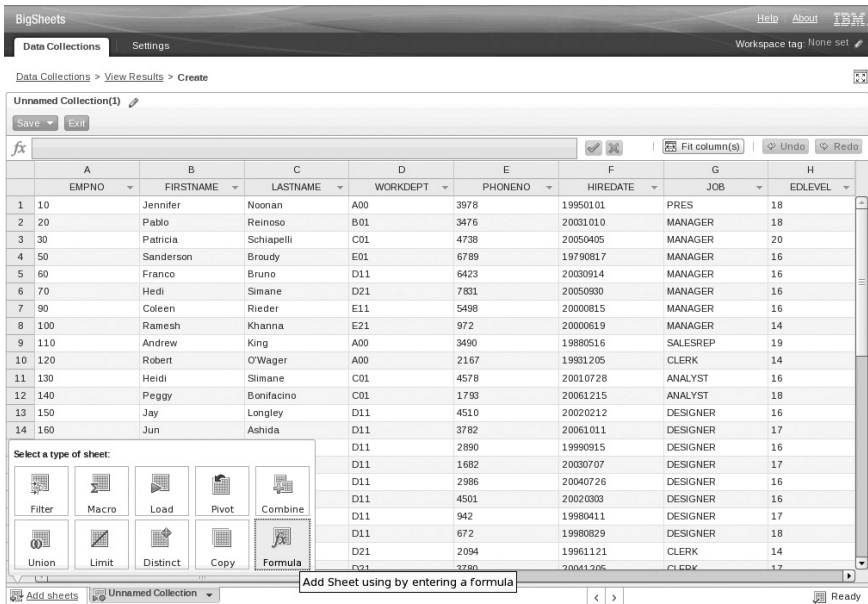 BigSheets Help About IBM
Data Collections Settings Workspace tag: None set
Data Collections > View Results > Create
Unnamed Collection(1)
Save Exit
fx Fit column(s) Undo Redo
A B C D E F G H
EMPNO FIRSTNAME LASTNAME WORKDEPT PHONENO HIREDATE JOB EDLEVEL
1 10 Jennifer Noonan A00 3978 19950101 PRES 18
2 20 Pablo Reinoso B01 3476 20031010 MANAGER 18
3 30 Patricia Schiapelli C01 4738 20050405 MANAGER 20
4 50 Sanderson Broudy E01 6789 19790817 MANAGER 16
5 60 Franco Bruno D11 6423 20030914 MANAGER 16
6 70 Hedi Simane D21 7831 20050930 MANAGER 16
7 90 Coleen Rieder E11 5498 20000815 MANAGER 16
8 100 Ramesh Khanna E21 972 20000619 MANAGER 14
9 110 Andrew King A00 3490 19880516 SALESREP 19
10 120 Robert O'Wager A00 2167 19931205 CLERK 14
11 130 Heidi Slimane C01 4578 20010728 ANALYST 16
12 140 Peggy Bonifacino C01 1793 20061215 ANALYST 18
13 150 Jay Longley D11 4510 20020212 DESIGNER 16
14 160 Jun Ashida D11 3782 20061011 DESIGNER 17
D11 2890 19990915 DESIGNER 16
D11 1682 20030707 DESIGNER 17
D11 2986 20040726 DESIGNER 16
D11 4501 20020303 DESIGNER 16
D11 942 19980411 DESIGNER 17
D11 672 19980829 DESIGNER 18
D21 2094 19961121 CLERK 14
D21 3780 20041205 CLERK 17
Select a type of sheet:
Filter Macro Load Pivot Combine
Union Limit Distinct Copy Formula
Add Sheet using by entering a formula
Add sheets Unnamed Collection < > Ready